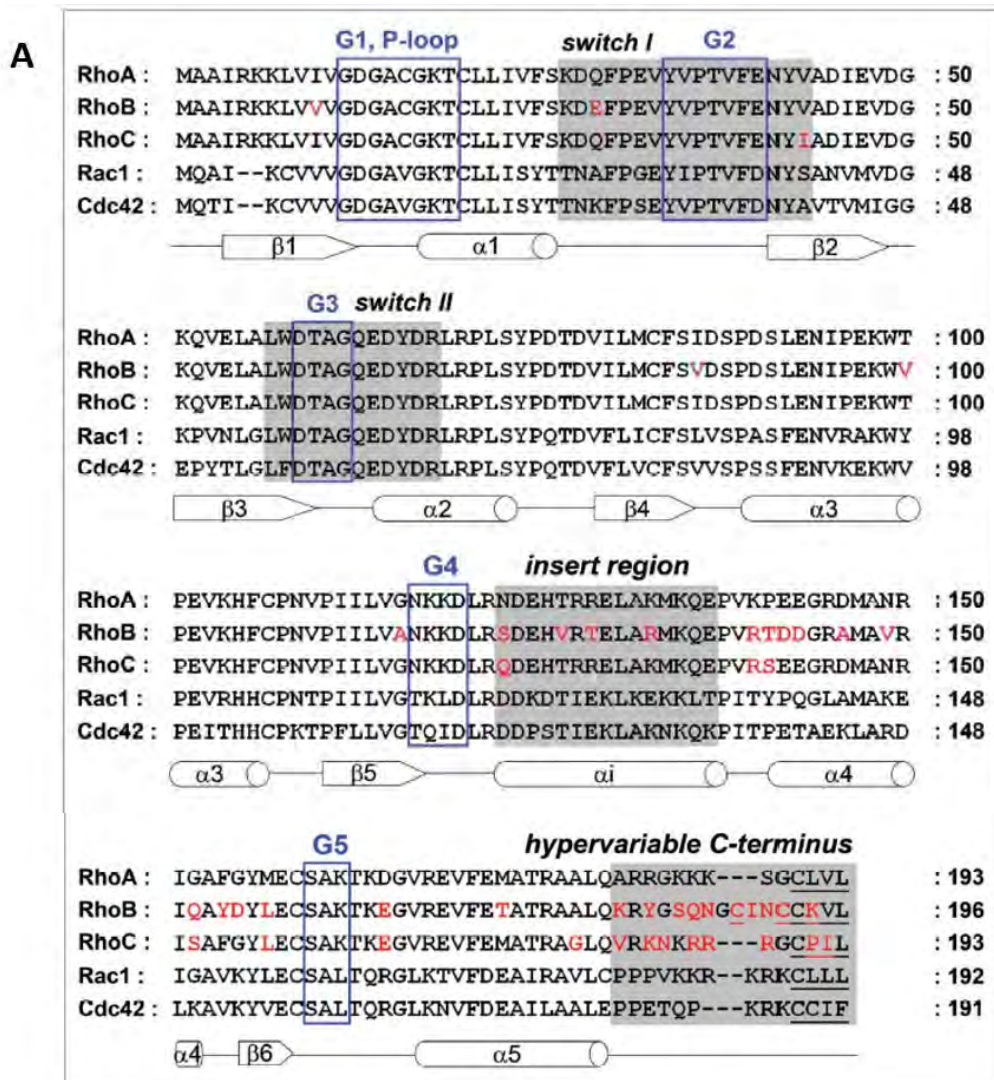 A
G1, P-loop switch I G2
RhoA : MAAIRKKLVIVGDGACGKTCLLIVFSKDQFPEVYVPTVFENYVADIEVDG : 50
RhoB : MAAIRKKLVVVGDGACGKTCLLIVFSKDEFPEVYVPTVFENYVADIEVDG : 50
RhoC : MAAIRKKLVIVGDGACGKTCLLIVFSKDQFPEVYVPTVFENYLADIEVDG : 50
Rac1 : MQAI--KCVVVGDGAVGKTCLLISYTTNAFPGEYIPTVFDNYSANVMVDG : 48
Cdc42 : MQTI--KCVVVGDGAVGKTCLLISYTTNKFPSEYVPTVFDNYAVTVMIGG : 48
β1 α1 β2
G3 switch II
RhoA : KQVELALWDTAGQEDYDRLRPLSYPDTDVILMCFSIDSPDSLENIPEKWT : 100
RhoB : KQVELALWDTAGQEDYDRLRPLSYPDTDVILMCFSVDSPDSLENIPEKWV : 100
RhoC : KQVELALWDTAGQEDYDRLRPLSYPDTDVILMCFSIDSPDSLENIPEKWT : 100
Rac1 : KPVNLGLWDTAGQEDYDRLRPLSYPQTDVFLICFSLVSPASFENVRAKWY : 98
Cdc42 : EPYTLGLFDTAGQEDYDRLRPLSYPQTDVFLVCFSVVSPSSFENVKEKWV : 98
β3 α2 β4 α3
G4 insert region
RhoA : PEVKHFCPNVPIILVGNKKDLRNDEHTRRELAKMKQEPVKPEEGRDMANR : 150
RhoB : PEVKHFCPNVPIILVANKKDLRSDEHVRTELARMKQEPVRTDDGRAMAVR : 150
RhoC : PEVKHFCPNVPIILVGNKKDLRQDEHTRRELAKMKQEPVRSEEGRDMANR : 150
Rac1 : PEVRHHCPNTPIILVGTKLDLRDDKDTIEKLKEKKLTPITYPQGLAMAKE : 148
Cdc42 : PEITHHCPKTPFLLVGTQIDLRDDPSTIEKLAKNKQKPITPETAEKLARD : 148
α3 β5 αi α4
G5 hypervariable C-terminus
RhoA : IGAFGYMECSAKTKDGVREVFEMATRAALQARRGKKK---SGCLVL : 193
RhoB : IQAYDYLECSAKTKEGVREVFETATRAALQKRYGSQNGCINCCKVL : 196
RhoC : ISAFGYLECSAKTKEGVREVFEMATRAGLQVRKNKRR---RGCPIL : 193
Rac1 : IGAVKYLECSALTQRGLKTVFDEAIRAVLCPPPVKKR--KRKCLLL : 192
Cdc42 : LKAVKYVECSALTQRGLKNVFDEAILAALEPPETQP---KRKCCIF : 191
α4 β6 α5